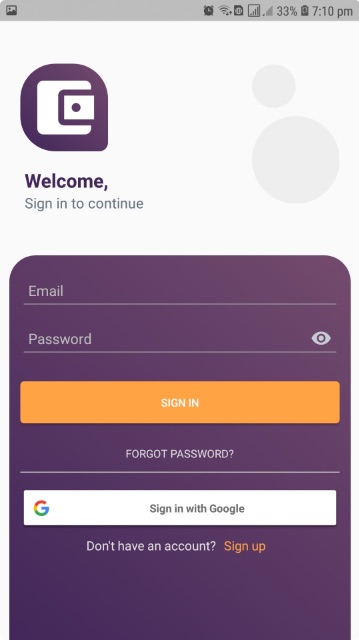 33% 7:10 pm
Welcome,
Sign in to continue
Email
Password
SIGN IN
FORGOT PASSWORD?
Sign in with Google
Don't have an account? Sign up